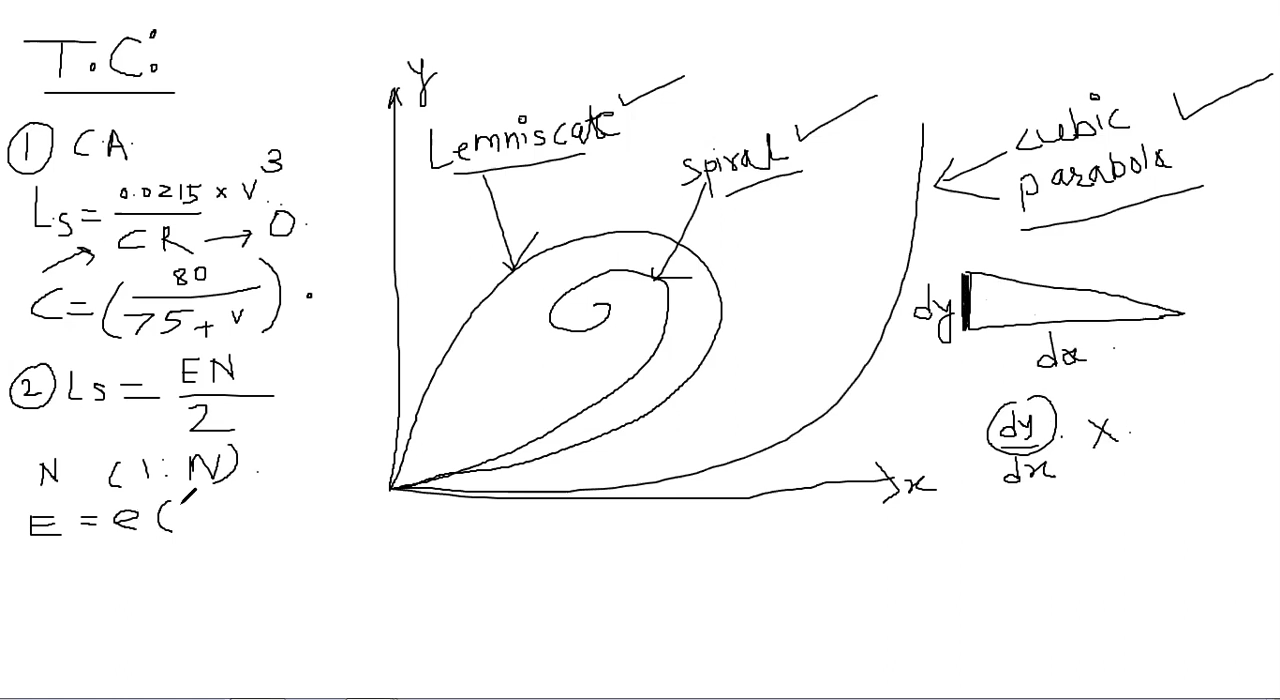 T.C:
① C.A.
Ls = 0.0215 × V³
CR → 0
C = (80 / 75 + V).
② Ls = EN / 2
N (1:N).
E = e(
y
Lemniscate
spiral
cubic
parabola
x
dy
dx
dy / dx x